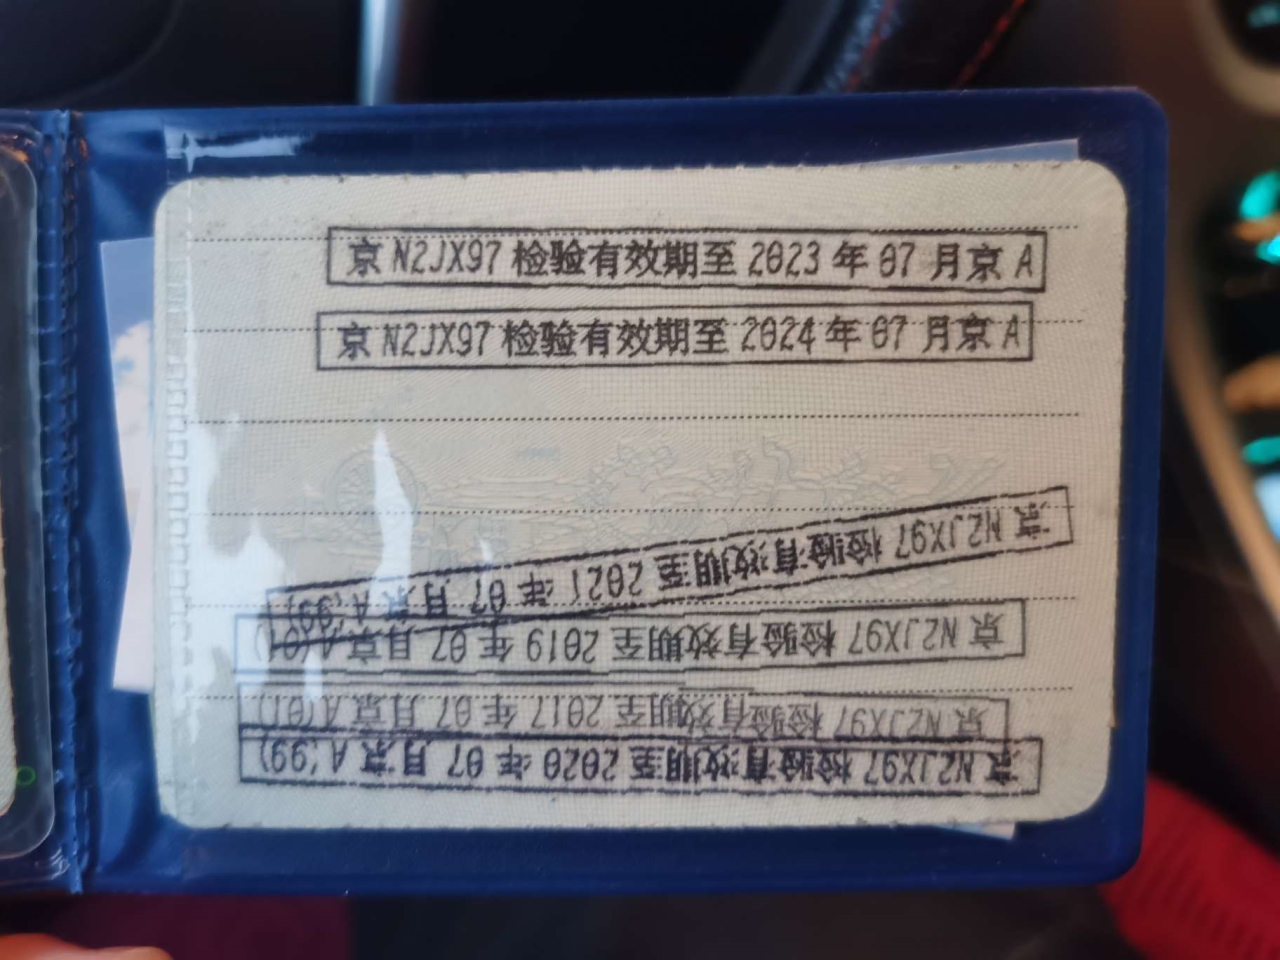 京 N2JX97 检验有效期至 2023 年 07 月京 A
京 N2JX97 检验有效期至 2024 年 07 月京 A
京 N2JX97 检验有效期至 2021 年 07 月京 A,99)
京 N2JX97 检验有效期至 2019 年 07 月京 A(01)
京 N2JX97 检验有效期至 2017 年 07 月京 A(01)
京 N2JX97 检验有效期至 2020 年 07 月京 A,99)